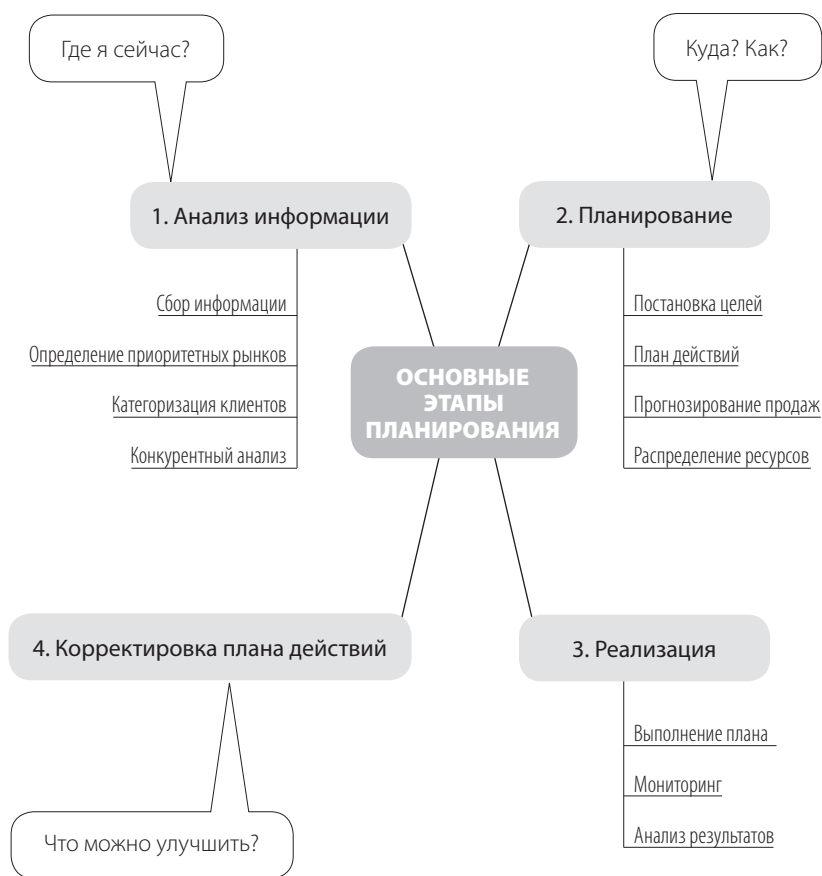 Где я сейчас?
Куда? Как?
1. Анализ информации
2. Планирование
Сбор информации
Определение приоритетных рынков
Категоризация клиентов
Конкурентный анализ
Постановка целей
План действий
Прогнозирование продаж
Распределение ресурсов
ОСНОВНЫЕ
ЭТАПЫ
ПЛАНИРОВАНИЯ
4. Корректировка плана действий
3. Реализация
Выполнение плана
Мониторинг
Анализ результатов
Что можно улучшить?